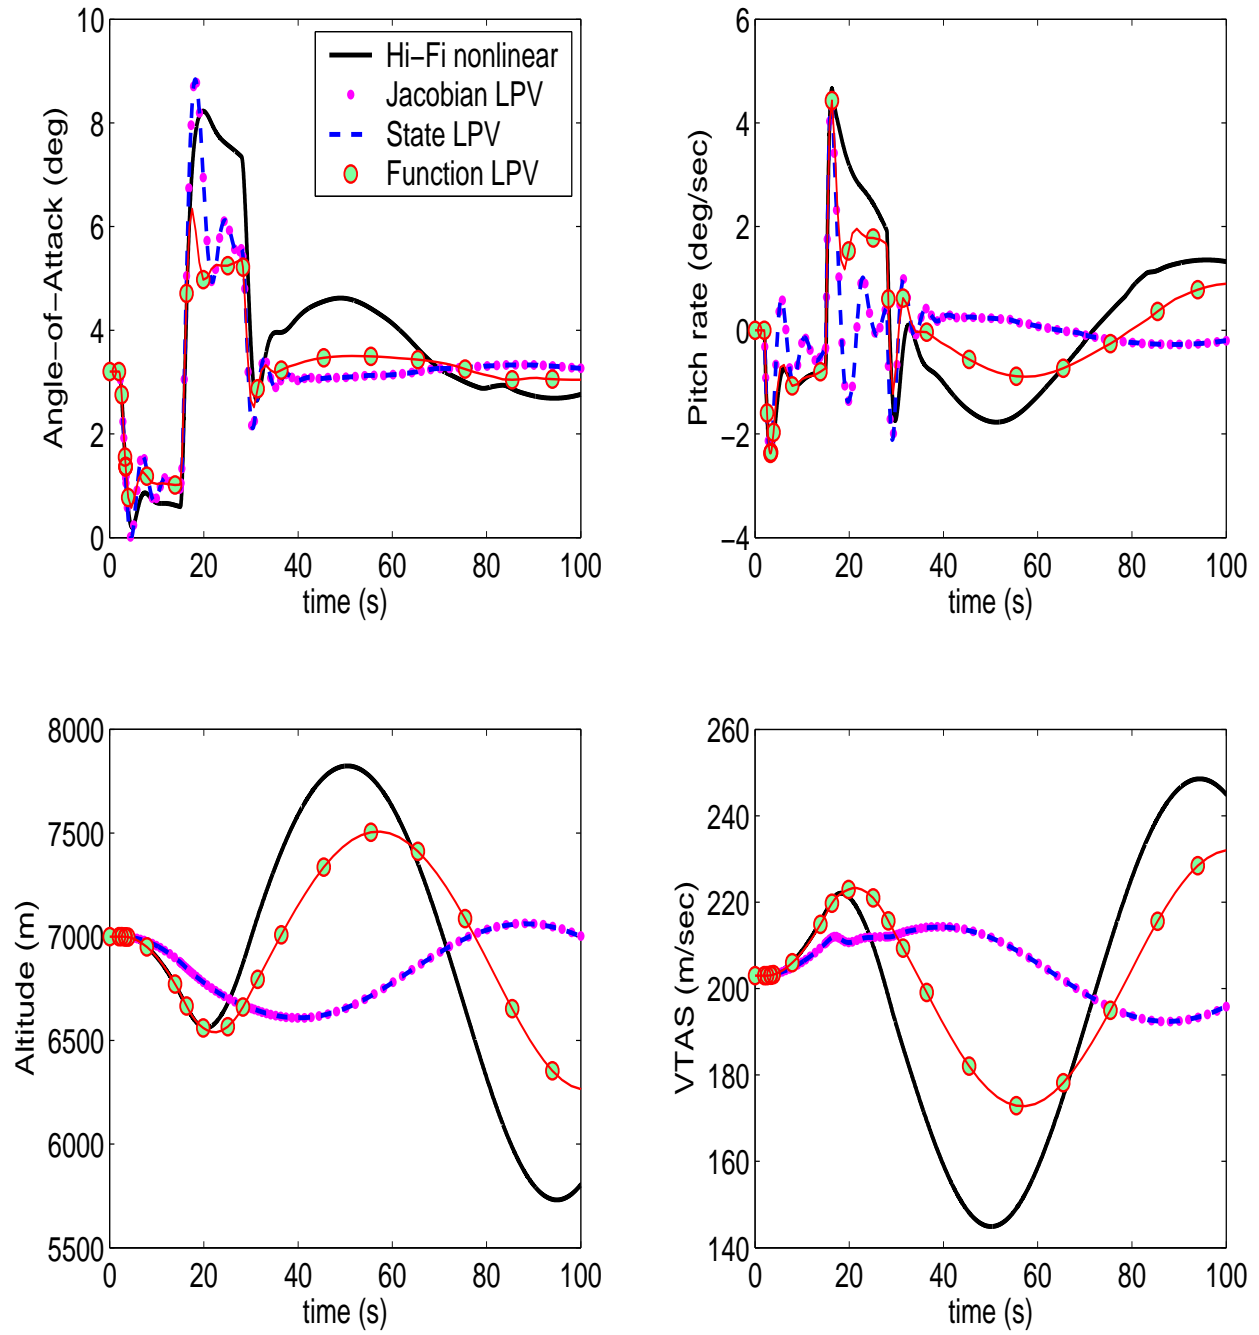 10
8
6
4
2
0
Angle-of-Attack (deg)
Hi-Fi nonlinear
Jacobian LPV
State LPV
Function LPV
0 20 40 60 80 100
time (s)
6
4
2
0
-2
-4
Pitch rate (deg/sec)
0 20 40 60 80 100
time (s)
8000
7500
7000
6500
6000
5500
Altitude (m)
0 20 40 60 80 100
time (s)
260
240
220
200
180
160
140
VTAS (m/sec)
0 20 40 60 80 100
time (s)